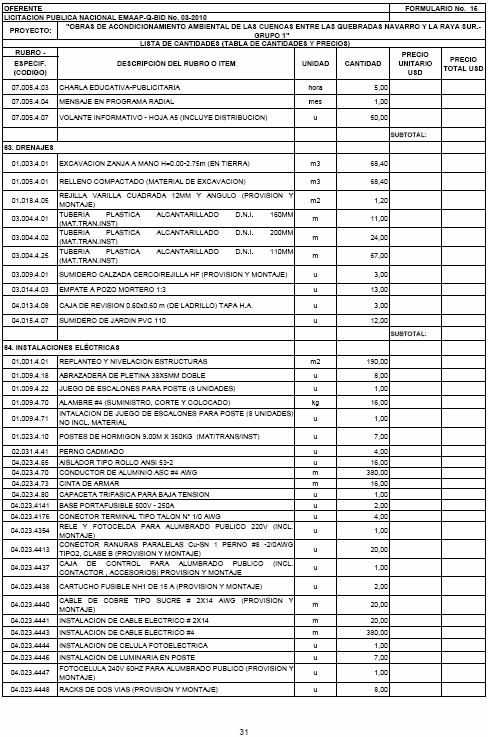 OFERENTE FORMULARIO No. 16
LICITACION PUBLICA NACIONAL EMAAP-Q-BID No. 03-2010
PROYECTO: "OBRAS DE ACONDICIONAMIENTO AMBIENTAL DE LAS CUENCAS ENTRE LAS QUEBRADAS NAVARRO Y LA RAYA SUR.-
GRUPO 1"
LISTA DE CANTIDADES (TABLA DE CANTIDADES Y PRECIOS)
RUBRO -
ESPECIF.
(CODIGO) DESCRIPCIÓN DEL RUBRO O ITEM UNIDAD CANTIDAD PRECIO
UNITARIO
USD PRECIO
TOTAL USD
07.005.4.03 CHARLA EDUCATIVA-PUBLICITARIA hora 5,00
07.005.4.04 MENSAJE EN PROGRAMA RADIAL mes 1,00
07.005.4.07 VOLANTE INFORMATIVO - HOJA A5 (INCLUYE DISTRIBUCION) u 50,00
SUBTOTAL:
63. DRENAJES
01.003.4.01 EXCAVACION ZANJA A MANO H=0.00-2.75m (EN TIERRA) m3 68,40
01.005.4.01 RELLENO COMPACTADO (MATERIAL DE EXCAVACION) m3 68,40
01.018.4.05 REJILLA VARILLA CUADRADA 12MM Y ANGULO (PROVISION Y
MONTAJE) m2 1,20
03.004.4.01 TUBERIA PLASTICA ALCANTARILLADO D.N.I. 160MM
(MAT.TRAN.INST) m 11,00
03.004.4.02 TUBERIA PLASTICA ALCANTARILLADO D.N.I. 200MM
(MAT.TRAN.INST) m 24,00
03.004.4.25 TUBERIA PLASTICA ALCANTARILLADO D.N.I. 110MM
(MAT.TRAN.INST) m 67,00
03.009.4.01 SUMIDERO CALZADA CERCO/REJILLA HF (PROVISION Y MONTAJE) u 3,00
03.014.4.03 EMPATE A POZO MORTERO 1:3 u 13,00
04.013.4.08 CAJA DE REVISION 0.60x0.60 m (DE LADRILLO) TAPA H.A. u 3,00
04.015.4.07 SUMIDERO DE JARDIN PVC 110 u 12,00
SUBTOTAL:
64. INSTALACIONES ELÉCTRICAS
01.001.4.01 REPLANTEO Y NIVELACION ESTRUCTURAS m2 190,00
01.009.4.18 ABRAZADERA DE PLETINA 38X5MM DOBLE u 8,00
01.009.4.22 JUEGO DE ESCALONES PARA POSTE (8 UNIDADES) u 1,00
01.009.4.70 ALAMBRE #4 (SUMINISTRO, CORTE Y COLOCADO) kg 16,00
01.009.4.71 INTALACION DE JUEGO DE ESCALONES PARA POSTE (8 UNIDADES)
NO INCL. MATERIAL u 1,00
01.023.4.10 POSTES DE HORMIGON 9.00M X 350KG (MAT/TRANS/INST) u 7,00
02.031.4.41 PERNO CADMIADO u 4,00
04.023.4.65 AISLADOR TIPO ROLLO ANSI 53-2 u 16,00
04.023.4.70 CONDUCTOR DE ALUMINIO ASC #4 AWG m 380,00
04.023.4.73 CINTA DE ARMAR m 16,00
04.023.4.80 CAPACETA TRIFASICA PARA BAJA TENSION u 1,00
04.023.4141 BASE PORTAFUSIBLE 500V - 250A u 2,00
04.023.4176 CONECTOR TERMINAL TIPO TALON N° 1/0 AWG u 4,00
04.023.4354 RELE Y FOTOCELDA PARA ALUMBRADO PUBLICO 220V (INCL.
MONTAJE) u 1,00
04.023.4413 CONECTOR RANURAS PARALELAS Cu-SN 1 PERNO #8 -2/0AWG
TIPO2, CLASE B (PROVISION Y MONTAJE) u 20,00
04.023.4437 CAJA DE CONTROL PARA ALUMBRADO PUBLICO (INCL.
CONTACTOR , ACCESORIOS) PROVISION Y MONTAJE u 1,00
04.023.4438 CARTUCHO FUSIBLE NH1 DE 15 A (PROVISION Y MONTAJE) u 2,00
04.023.4440 CABLE DE COBRE TIPO SUCRE # 2X14 AWG (PROVISION Y
MONTAJE) m 20,00
04.023.4441 INSTALACION DE CABLE ELECTRICO # 2X14 m 20,00
04.023.4443 INSTALACION DE CABLE ELECTRICO #4 m 380,00
04.023.4444 INSTALACION DE CELULA FOTOELECTRICA u 1,00
04.023.4446 INSTALACION DE LUMINARIA EN POSTE u 7,00
04.023.4447 FOTOCELULA 240V 60HZ PARA ALUMBRADO PUBLICO (PROVISION Y
MONTAJE) u 1,00
04.023.4448 RACKS DE DOS VIAS (PROVISION Y MONTAJE) u 8,00
31